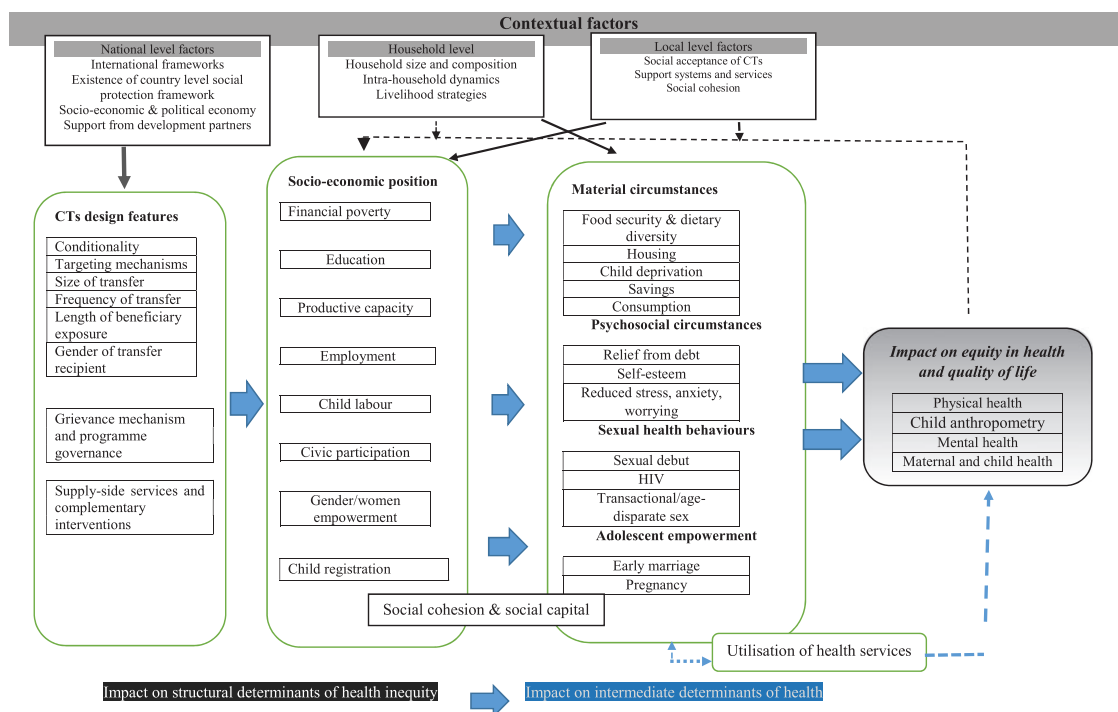 Contextual factors
National level factors
International frameworks
Existence of country level social
protection framework
Socio-economic & political economy
Support from development partners
Household level
Household size and composition
Intra-household dynamics
Livelihood strategies
Local level factors
Social acceptance of CTs
Support systems and services
Social cohesion
CTs design features
Conditionality
Targeting mechanisms
Size of transfer
Frequency of transfer
Length of beneficiary
exposure
Gender of transfer
recipient
Grievance mechanism
and programme
governance
Supply-side services and
complementary
interventions
Socio-economic position
Financial poverty
Education
Productive capacity
Employment
Child labour
Civic participation
Gender/women
empowerment
Child registration
Material circumstances
Food security & dietary
diversity
Housing
Child deprivation
Savings
Consumption
Psychosocial circumstances
Relief from debt
Self-esteem
Reduced stress, anxiety,
worrying
Sexual health behaviours
Sexual debut
HIV
Transactional/age-
disparate sex
Adolescent empowerment
Early marriage
Pregnancy
Social cohesion & social capital
Impact on equity in health
and quality of life
Physical health
Child anthropometry
Mental health
Maternal and child health
Utilisation of health services
Impact on structural determinants of health inequity
Impact on intermediate determinants of health